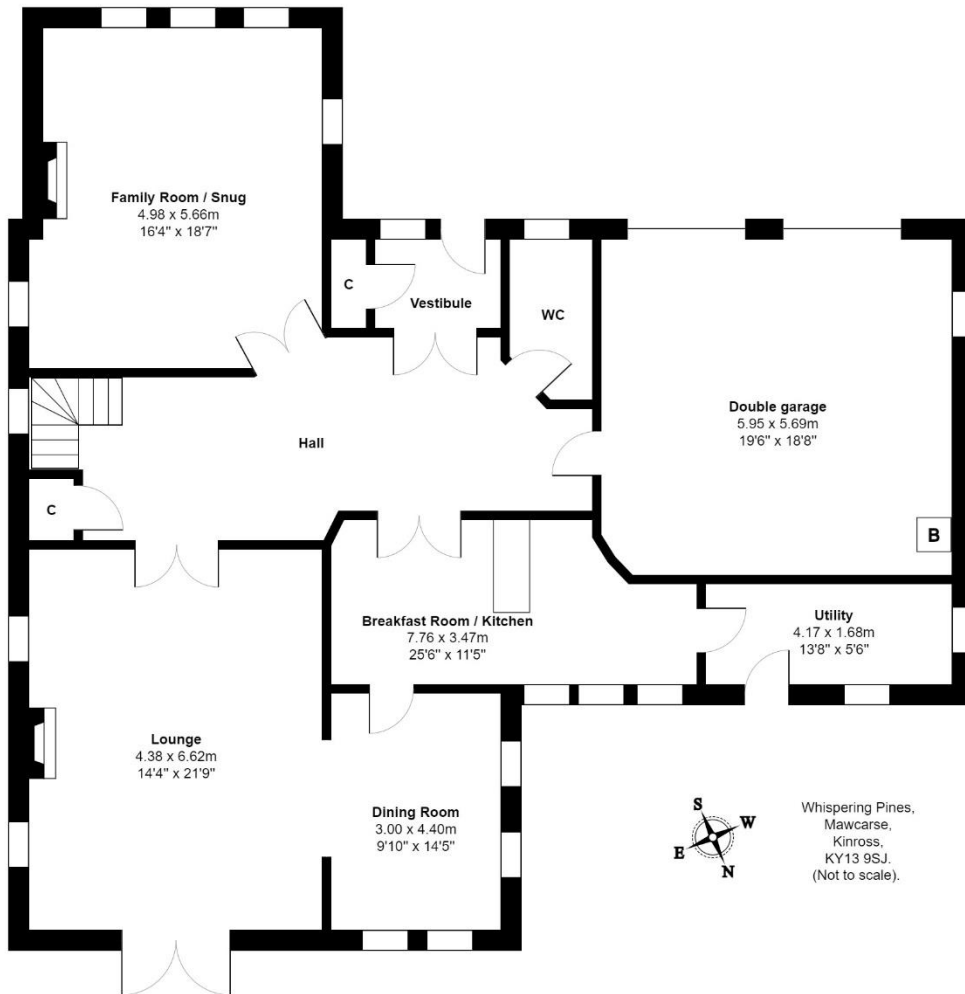 Family Room / Snug
4.98 x 5.66m
16'4" x 18'7"
C
Vestibule
WC
Double garage
5.95 x 5.69m
19'6" x 18'8"
Hall
C
B
Breakfast Room / Kitchen
7.76 x 3.47m
25'6" x 11'5"
Utility
4.17 x 1.68m
13'8" x 5'6"
Lounge
4.38 x 6.62m
14'4" x 21'9"
Dining Room
3.00 x 4.40m
9'10" x 14'5"
S
W
E
N
Whispering Pines,
Mawcarse,
Kinross,
KY13 9SJ.
(Not to scale).